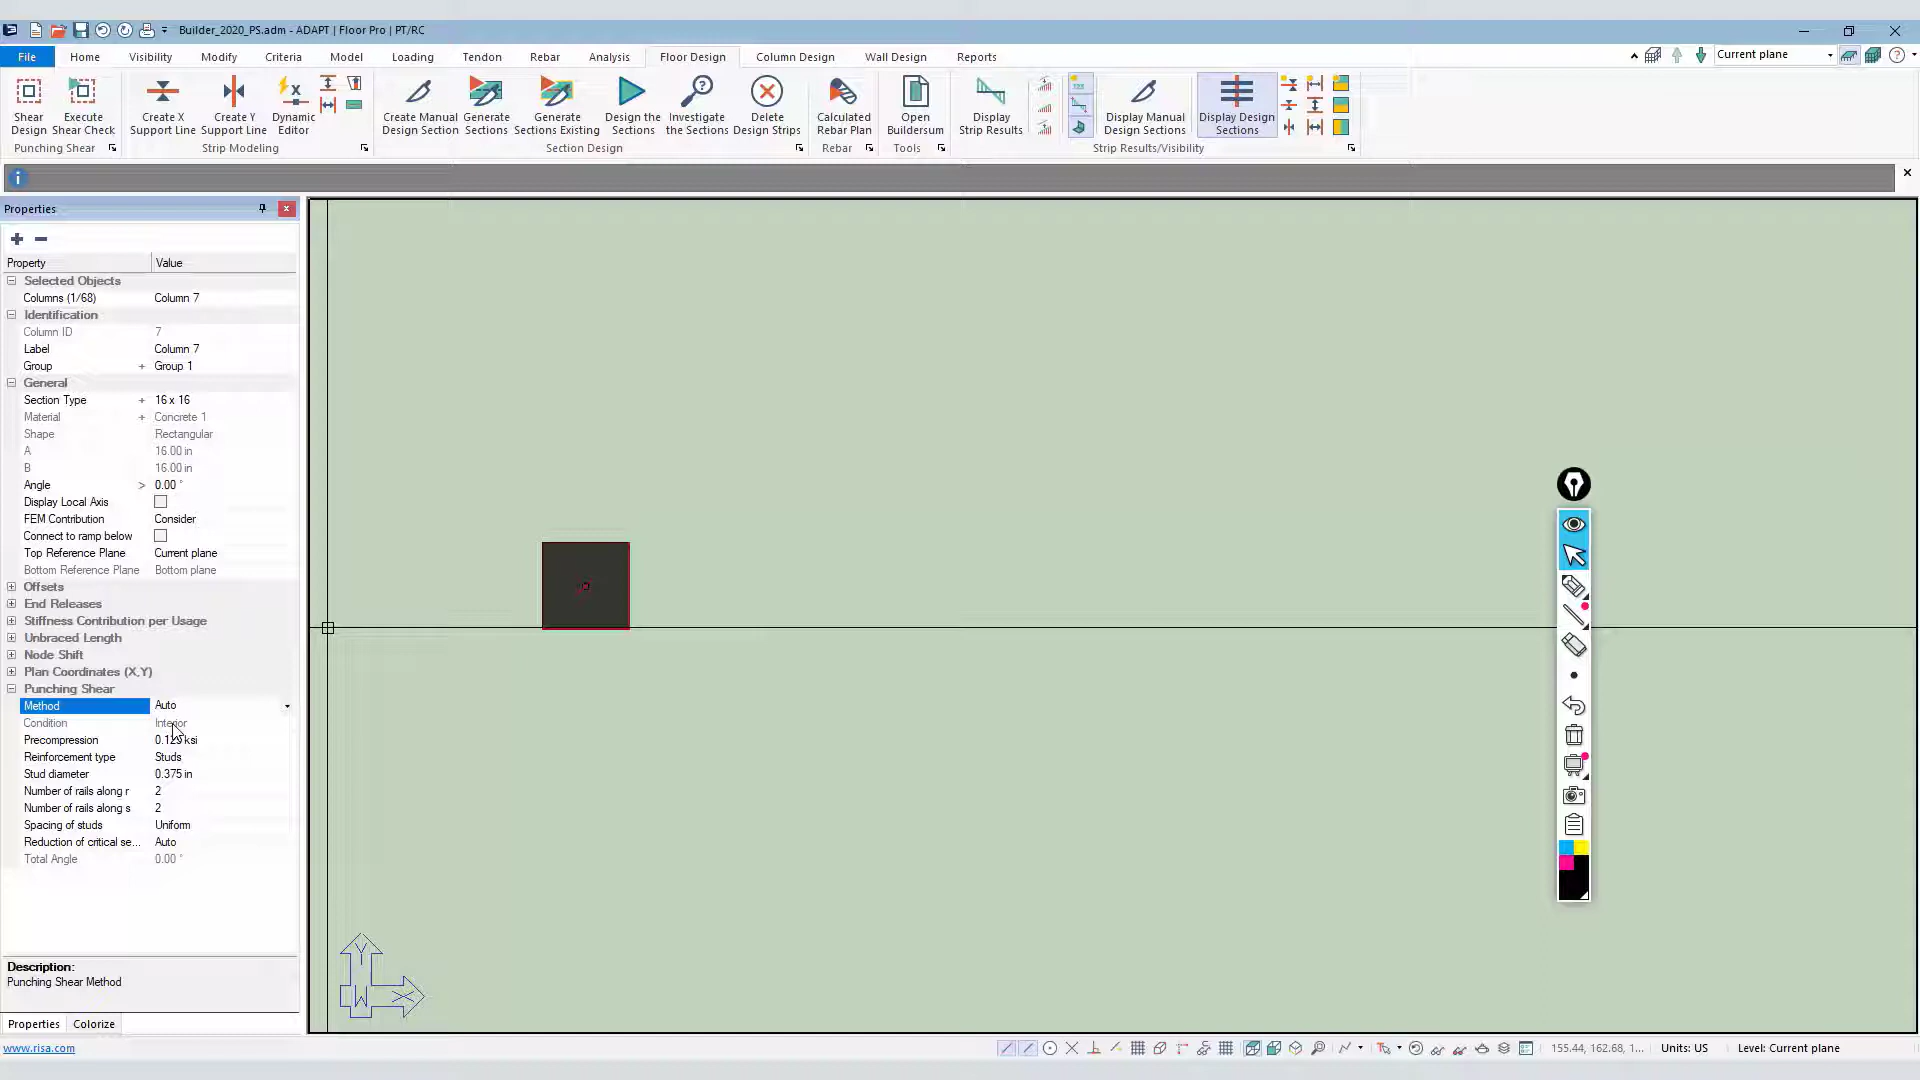 Builder_2020_PS.adm - ADAPT | Floor Pro | PT/RC
File Home Visibility Modify Criteria Model Loading Tendon Rebar Analysis Floor Design Column Design Wall Design Reports Current plane
Shear Design
Execute Shear Check
Create X Support Line
Create Y Support Line
Dynamic Editor
Create Manual Design Section
Generate Sections
Generate Sections Existing
Design the Sections
Investigate the Sections
Delete Design Strips
Calculated Rebar Plan
Open Buildersum
Display Strip Results
Display Manual Design Sections
Display Design Sections
Punching Shear Strip Modeling Section Design Rebar Tools Strip Results/Visibility
Properties
Property Value
Selected Objects
Columns (1/68) Column 7
Identification
Column ID 7
Label Column 7
Group + Group 1
General
Section Type + 16 x 16
Material + Concrete 1
Shape Rectangular
A 16.00 in
B 16.00 in
Angle > 0.00 °
Display Local Axis
FEM Contribution Consider
Connect to ramp below
Top Reference Plane Current plane
Bottom Reference Plane Bottom plane
Offsets
End Releases
Stiffness Contribution per Usage
Unbraced Length
Node Shift
Plan Coordinates (X,Y)
Punching Shear
Method Auto
Condition Interior
Precompression 0.125 ksi
Reinforcement type Studs
Stud diameter 0.375 in
Number of rails along r 2
Number of rails along s 2
Spacing of studs Uniform
Reduction of critical se... Auto
Total Angle 0.00 °
Y
W X
Description:
Punching Shear Method
Properties Colorize
www.risa.com 155.44, 162.68, 1... Units: US Level: Current plane